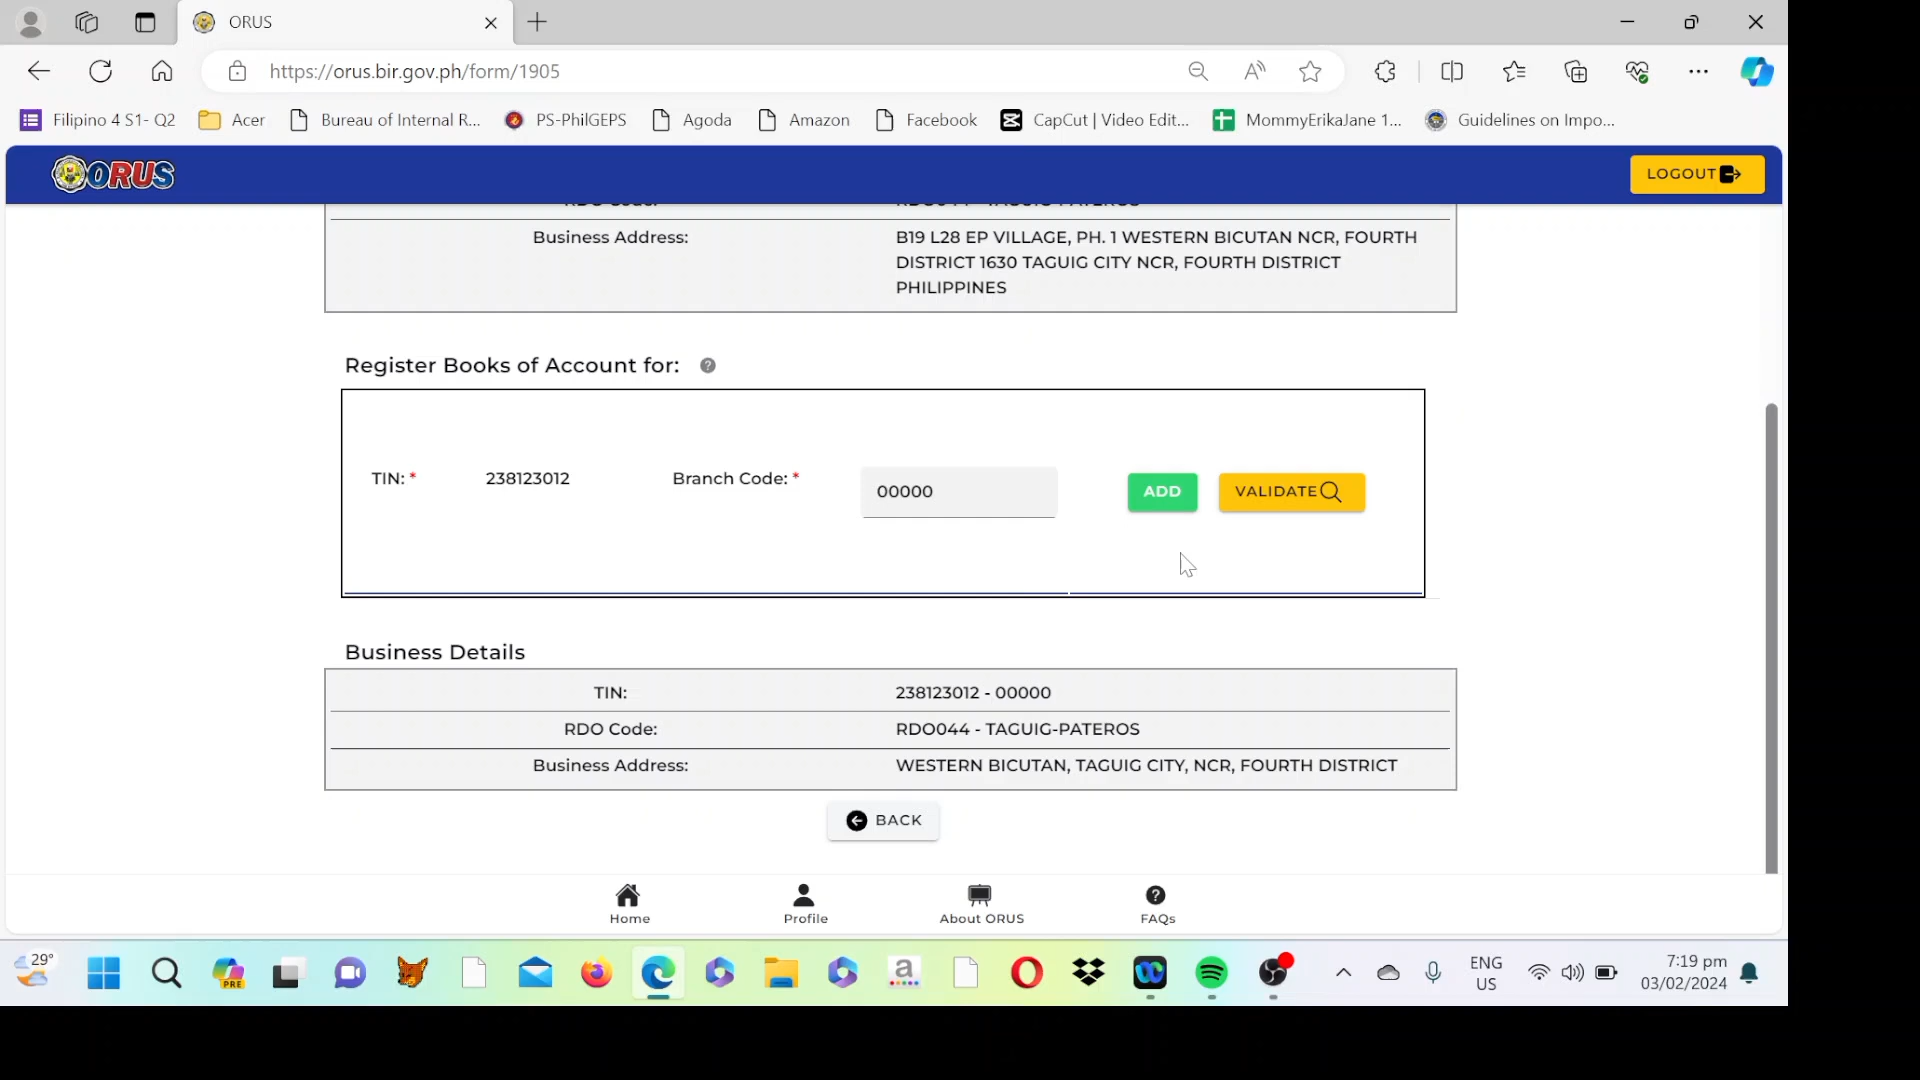 ORUS
https://orus.bir.gov.ph/form/1905
Filipino 4 S1- Q2
Acer
Bureau of Internal R...
PS-PhilGEPS
Agoda
Amazon
Facebook
CapCut | Video Edit...
MommyErikaJane 1...
Guidelines on Impo...
ORUS
LOGOUT
Business Address:
B19 L28 EP VILLAGE, PH. 1 WESTERN BICUTAN NCR, FOURTH
DISTRICT 1630 TAGUIG CITY NCR, FOURTH DISTRICT
PHILIPPINES
Register Books of Account for:
TIN: *
238123012
Branch Code: *
00000
ADD
VALIDATE
Business Details
TIN:
238123012 - 00000
RDO Code:
RDO044 - TAGUIG-PATEROS
Business Address:
WESTERN BICUTAN, TAGUIG CITY, NCR, FOURTH DISTRICT
BACK
Home
Profile
About ORUS
FAQs
29°
PRE
ENG
US
7:19 pm
03/02/2024